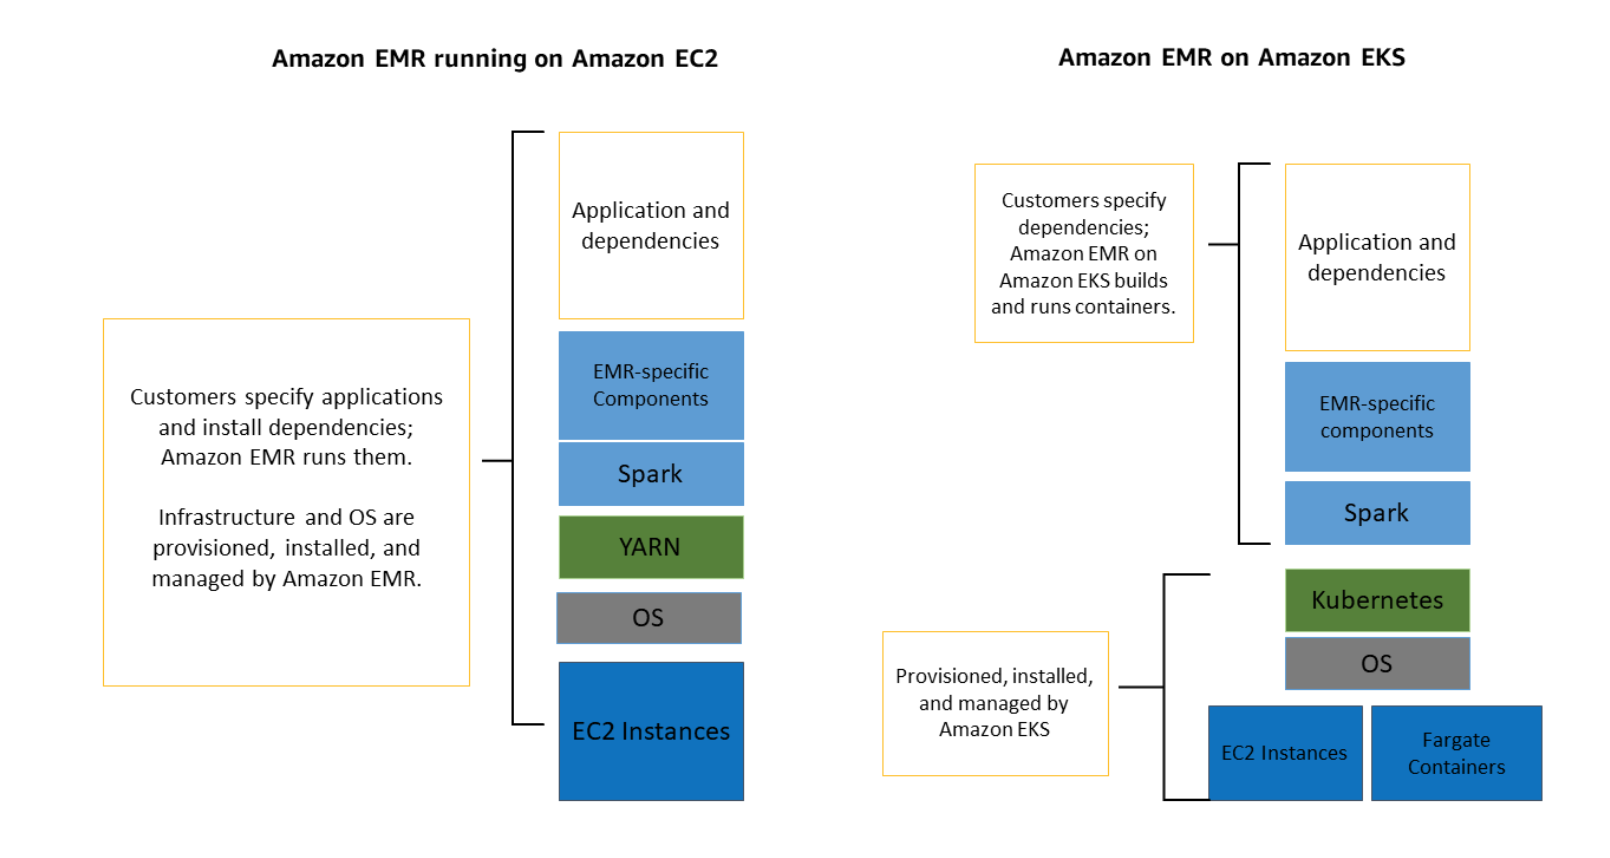 Amazon EMR running on Amazon EC2
Application and
dependencies
Customers specify applications
and install dependencies;
Amazon EMR runs them.
Infrastructure and OS are
provisioned, installed, and
managed by Amazon EMR.
EMR-specific
Components
Spark
YARN
OS
EC2 Instances
Amazon EMR on Amazon EKS
Customers specify
dependencies;
Amazon EMR on
Amazon EKS builds
and runs containers.
Application and
dependencies
EMR-specific
components
Spark
Provisioned, installed,
and managed by
Amazon EKS
Kubernetes
OS
EC2 Instances
Fargate
Containers